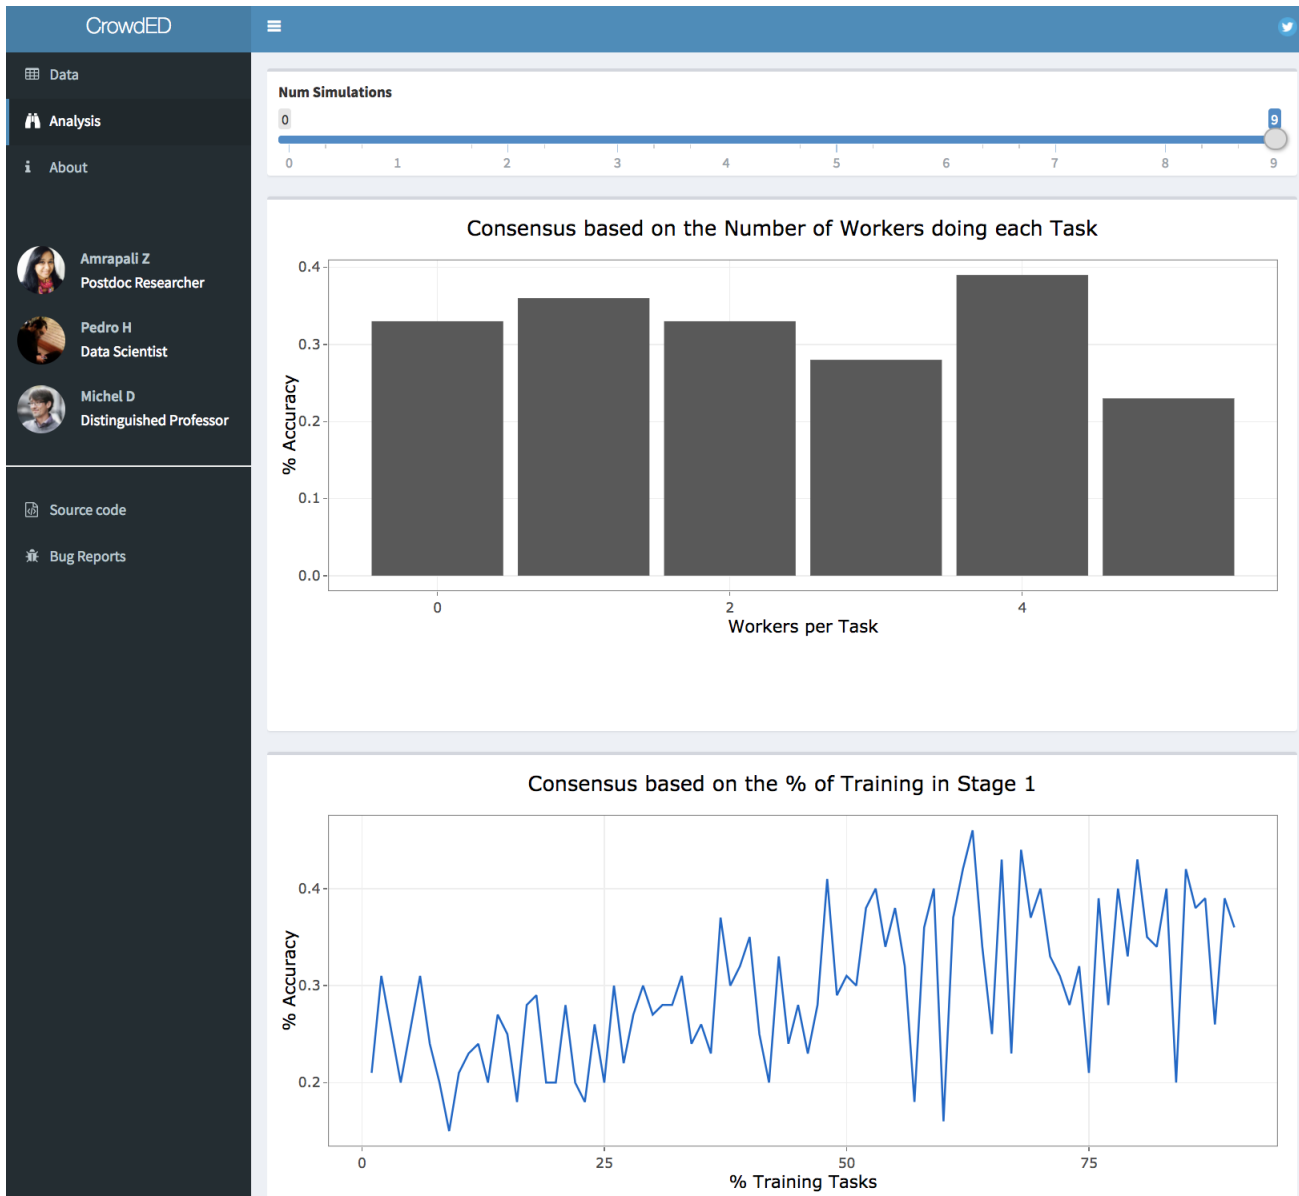 CrowdED
Data
Analysis
About
Amrapali Z
Postdoc Researcher
Pedro H
Data Scientist
Michel D
Distinguished Professor
Source code
Bug Reports
Num Simulations
0 9
0 1 2 3 4 5 6 7 8 9
Consensus based on the Number of Workers doing each Task
% Accuracy
0.4
0.3
0.2
0.1
0.0
0 2 4
Workers per Task
Consensus based on the % of Training in Stage 1
% Accuracy
0.4
0.3
0.2
0 25 50 75
% Training Tasks